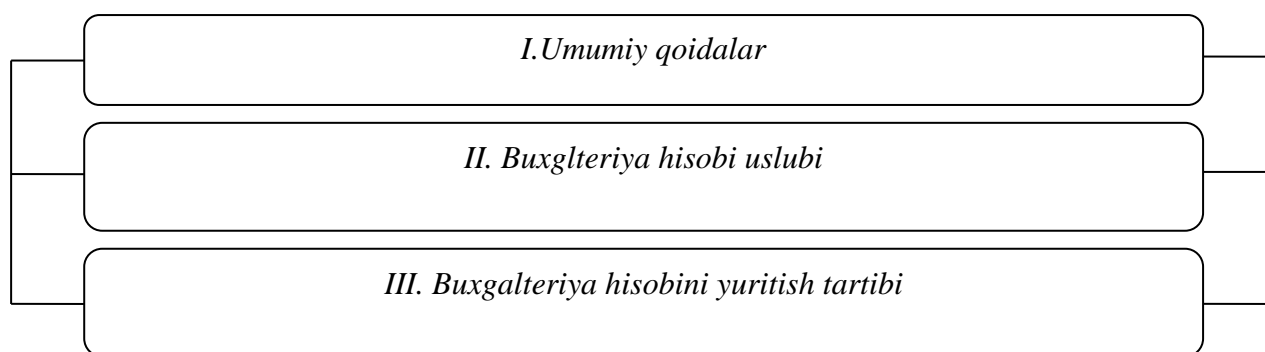 I.Umumiy qoidalar
II. Buxglteriya hisobi uslubi
III. Buxgalteriya hisobini yuritish tartibi